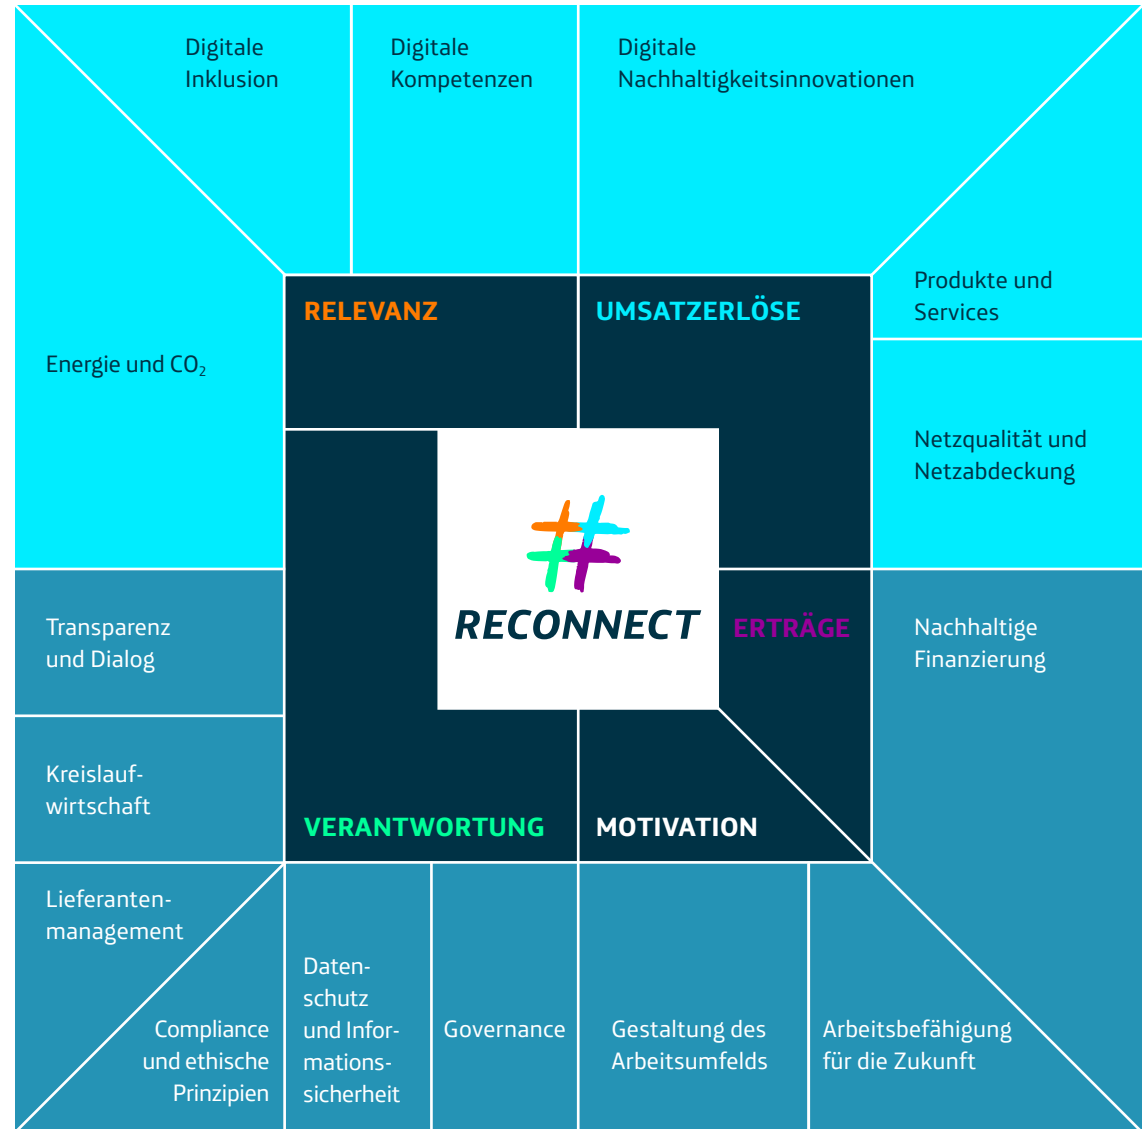 Digitale
Inklusion
Digitale
Kompetenzen
Digitale
Nachhaltigkeitsinnovationen
Produkte und
Services
RELEVANZ
UMSATZERLÖSE
Energie und CO₂
Netzqualität und
Netzabdeckung
RECONNECT
Transparenz
und Dialog
ERTRÄGE
Nachhaltige
Finanzierung
Kreislauf-
wirtschaft
VERANTWORTUNG
MOTIVATION
Lieferanten-
management
Compliance
und ethische
Prinzipien
Daten-
schutz
und Infor-
mations-
sicherheit
Governance
Gestaltung des
Arbeitsumfelds
Arbeitsbefähigung
für die Zukunft